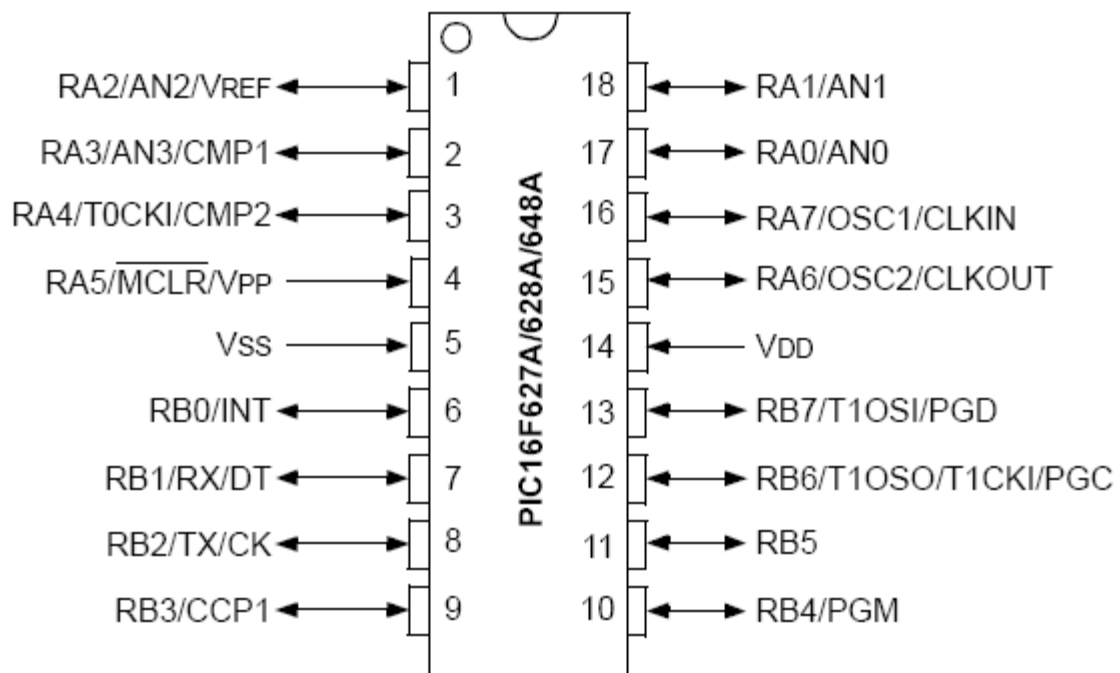 RA2/AN2/VREF 1 18 RA1/AN1
RA3/AN3/CMP1 2 17 RA0/AN0
RA4/T0CKI/CMP2 3 16 RA7/OSC1/CLKIN
RA5/MCLR/VPP 4 15 RA6/OSC2/CLKOUT
VSS 5 14 VDD
RB0/INT 6 13 RB7/T1OSI/PGD
RB1/RX/DT 7 12 RB6/T1OSO/T1CKI/PGC
RB2/TX/CK 8 11 RB5
RB3/CCP1 9 10 RB4/PGM
PIC16F627A/628A/648A